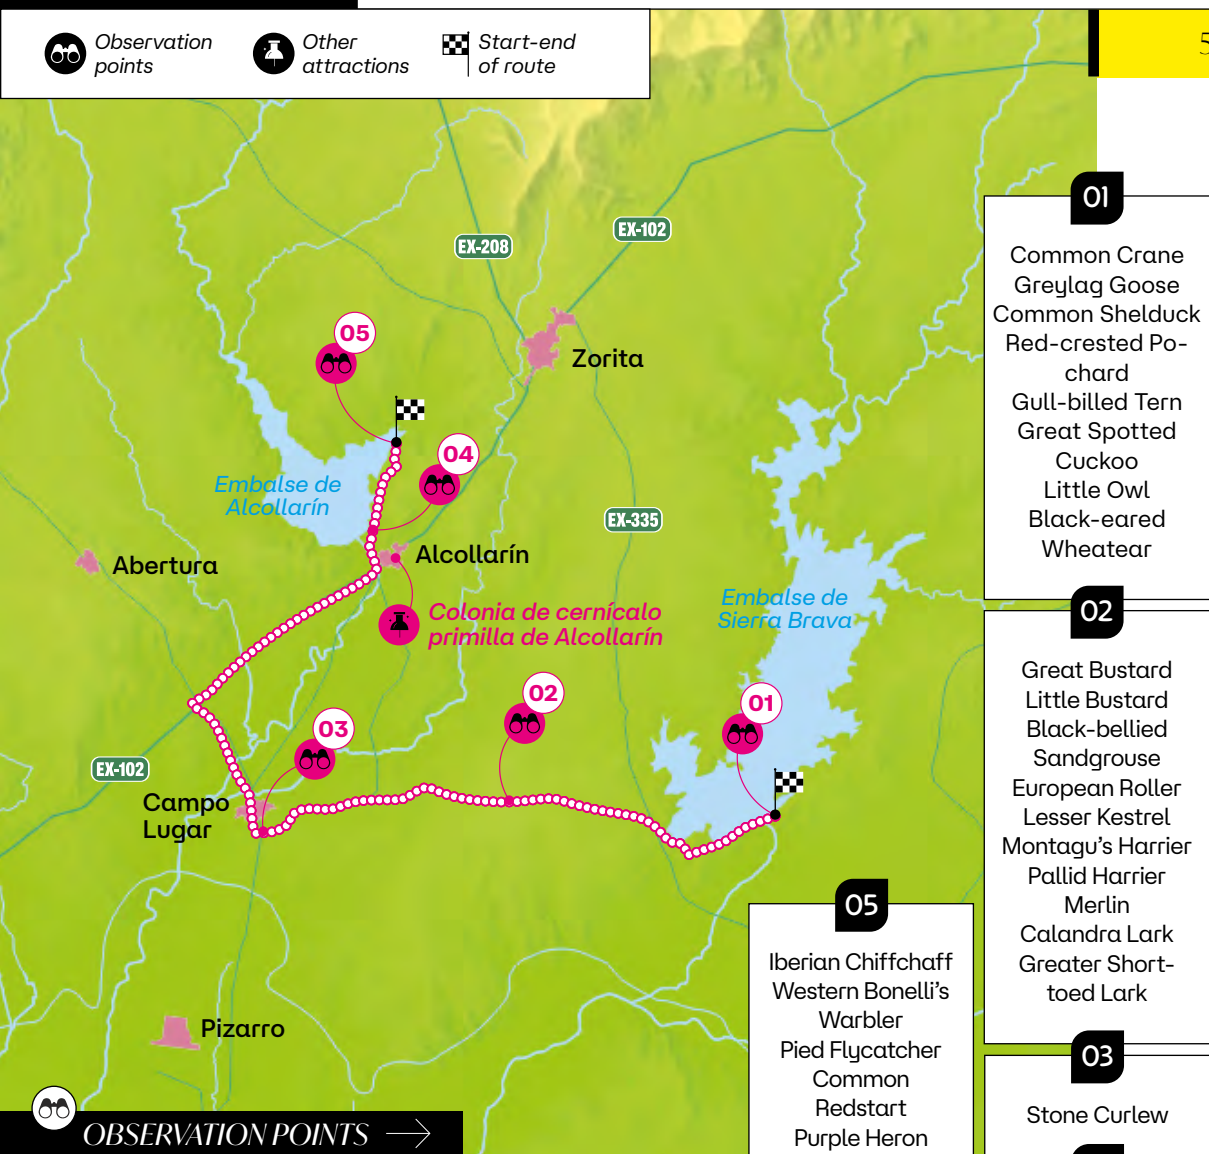 Observation
points
Other
attractions
Start-end
of route
EX-208
EX-102
05
Zorita
04
Embalse de
Alcollarín
EX-335
Abertura
Alcollarín
Colonia de cernícalo
primilla de Alcollarín
Embalse de
Sierra Brava
02
01
03
EX-102
Campo
Lugar
Pizarro
OBSERVATION POINTS
01
Common Crane
Greylag Goose
Common Shelduck
Red-crested Po-
chard
Gull-billed Tern
Great Spotted
Cuckoo
Little Owl
Black-eared
Wheatear
02
Great Bustard
Little Bustard
Black-bellied
Sandgrouse
European Roller
Lesser Kestrel
Montagu's Harrier
Pallid Harrier
Merlin
Calandra Lark
Greater Short-
toed Lark
03
Stone Curlew
05
Iberian Chiffchaff
Western Bonelli's
Warbler
Pied Flycatcher
Common
Redstart
Purple Heron